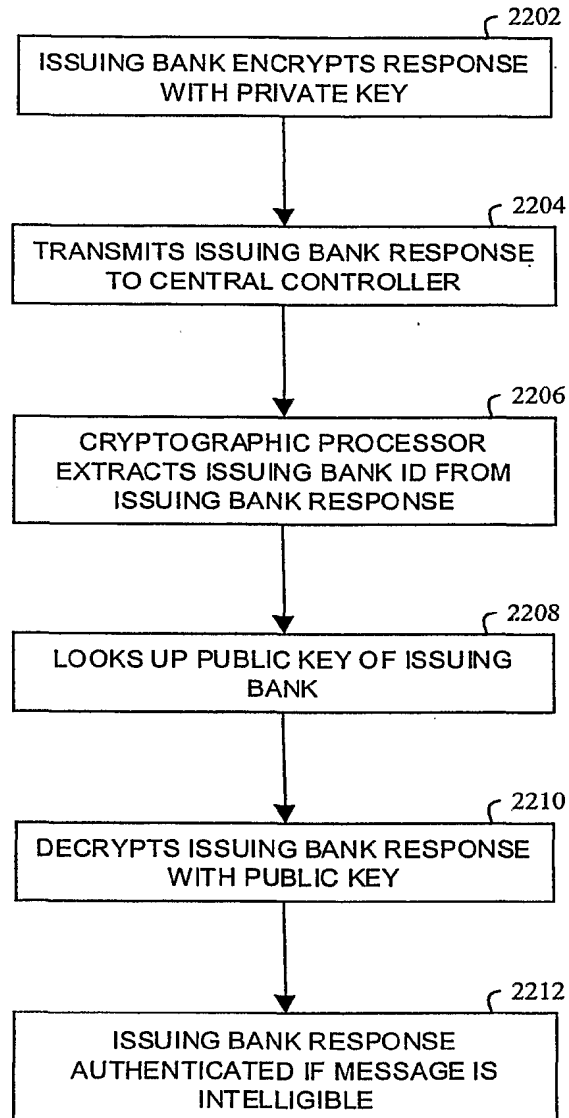 2202
ISSUING BANK ENCRYPTS RESPONSE
WITH PRIVATE KEY
2204
TRANSMITS ISSUING BANK RESPONSE
TO CENTRAL CONTROLLER
2206
CRYPTOGRAPHIC PROCESSOR
EXTRACTS ISSUING BANK ID FROM
ISSUING BANK RESPONSE
2208
LOOKS UP PUBLIC KEY OF ISSUING
BANK
2210
DECRYPTS ISSUING BANK RESPONSE
WITH PUBLIC KEY
2212
ISSUING BANK RESPONSE
AUTHENTICATED IF MESSAGE IS
INTELLIGIBLE